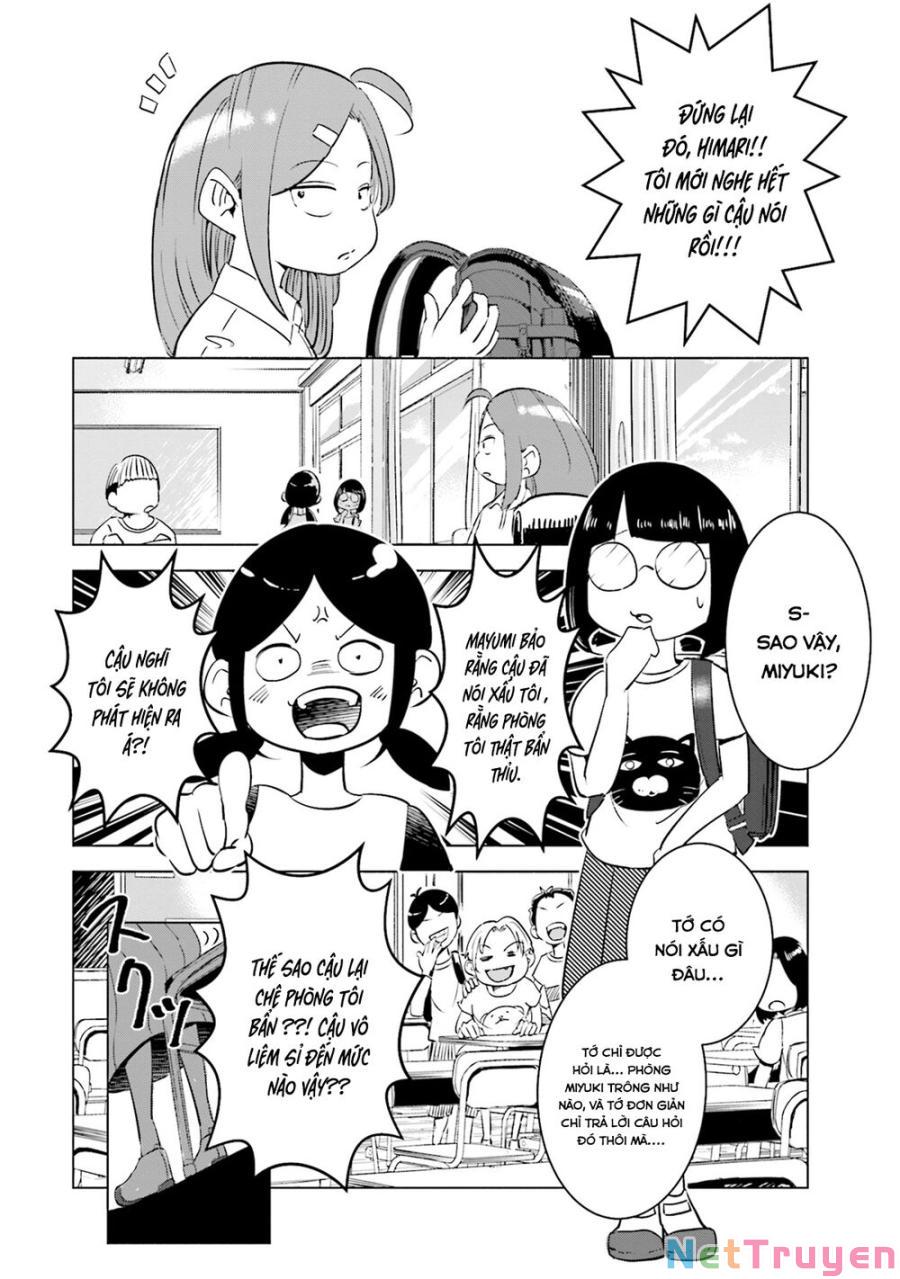 ĐỨNG LẠI
ĐÓ, HIMARI!!
TÔI MỚI NGHE HẾT
NHỮNG GÌ CẬU NÓI
RỒI!!!
S-
SAO VẬY,
MIYUKI?
MAYUMI BẢO
RẰNG CẬU ĐÃ
NÓI XẤU TÔI,
RẰNG PHÒNG
TÔI THẬT BẨN
THỈU.
CẬU NGHĨ
TÔI SẼ KHÔNG
PHÁT HIỆN RA
Á?!
TỚ CÓ
NÓI XẤU GÌ
ĐÂU...
TỚ CHỈ ĐƯỢC
HỎI LÀ... PHÒNG
MIYUKI TRÔNG NHƯ
NÀO, VÀ TỚ ĐƠN GIẢN
CHỈ TRẢ LỜI CÂU HỎI
ĐÓ THÔI MÀ....
THẾ SAO CẬU LẠI
CHÊ PHÒNG TÔI
BẨN ??! CẬU VÔ
LIÊM SỈ ĐẾN MỨC
NÀO VẬY??
スクッ
NetTruyen